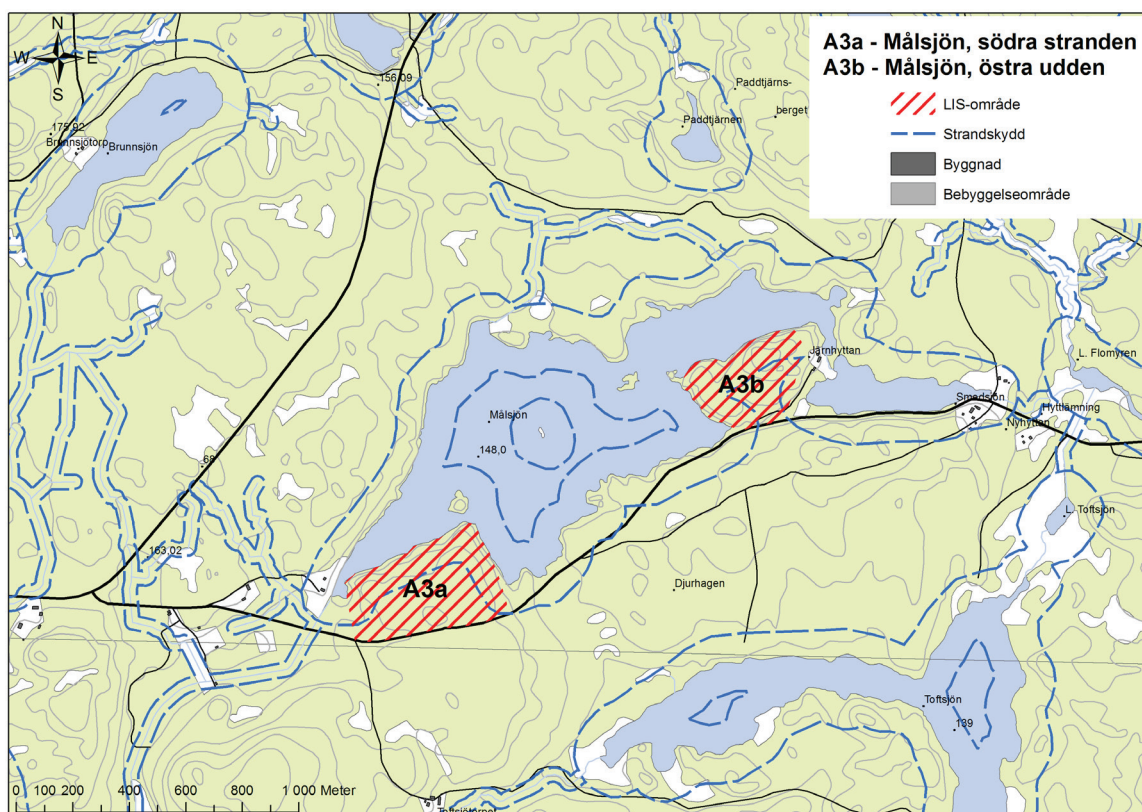 N
W E
S
A3a - Målsjön, södra stranden
A3b - Målsjön, östra udden
LIS-område
Strandskydd
Byggnad
Bebyggelseområde
156,09
Paddtjärns-
berget
Paddtjärnen
175,92
Brunnsjötorp
Brunnsjön
Järnhyttan
L. Flomyren
A3b
Smedsjön
Hyttlämning
Målsjön
Nyhyttan
148,0
68
L. Toftsjön
163,02
Djurhagen
A3a
Toftsjön
139
0 100 200 400 600 800 1 000 Meter